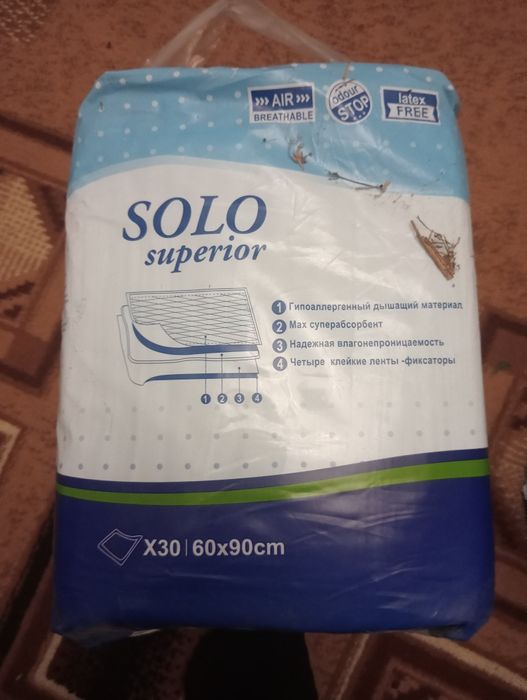 AIR
BREATHABLE
odour
STOP
latex
FREE
SOLO
superior
1 Гипоаллергенный дышащий материал
2 Max суперабсорбент
3 Надежная влагонепроницаемость
4 Четыре клейкие ленты -фиксаторы
1 2 3 4
X30 | 60x90cm